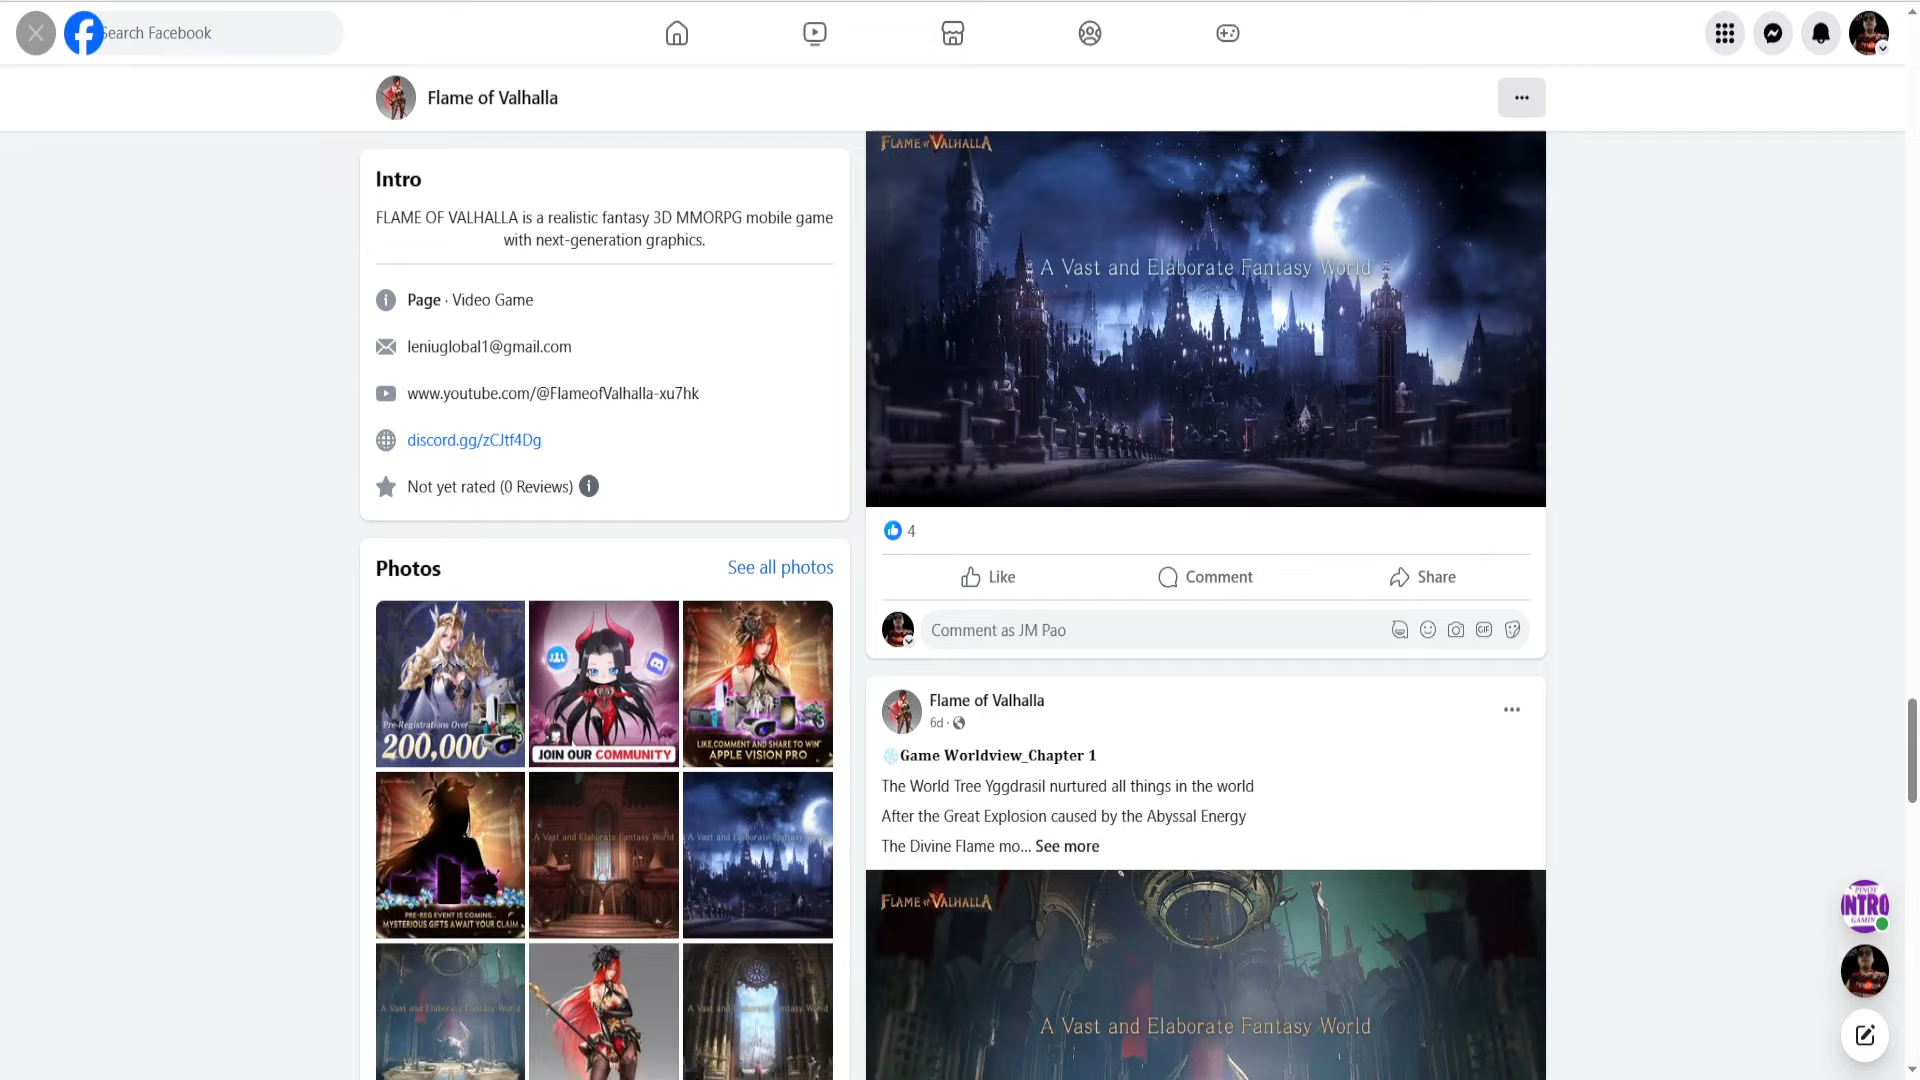 Search Facebook
Flame of Valhalla
Intro
FLAME OF VALHALLA is a realistic fantasy 3D MMORPG mobile game
with next-generation graphics.
Page · Video Game
leniuglobal1@gmail.com
www.youtube.com/@FlameofValhalla-xu7hk
discord.gg/zCJtf4Dg
Not yet rated (0 Reviews)
Photos
See all photos
Pre-Registrations Over
200,000
JOIN OUR COMMUNITY
LIKE,COMMENT AND SHARE TO WIN
APPLE VISION PRO
PRE-REG EVENT IS COMING..
MYSTERIOUS GIFTS AWAIT YOUR CLAIM
A Vast and Elaborate Fantasy World
A Vast and Elaborate Fantasy World
A Vast and Elaborate Fantasy World
A Vast and Elaborate Fantasy World
FLAME OF VALHALLA
A Vast and Elaborate Fantasy World
4
Like
Comment
Share
Comment as JM Pao
GIF
Flame of Valhalla
6d ·
Game Worldview_Chapter 1
The World Tree Yggdrasil nurtured all things in the world
After the Great Explosion caused by the Abyssal Energy
The Divine Flame mo... See more
FLAME OF VALHALLA
A Vast and Elaborate Fantasy World
PINOY
INTRO
GAMING